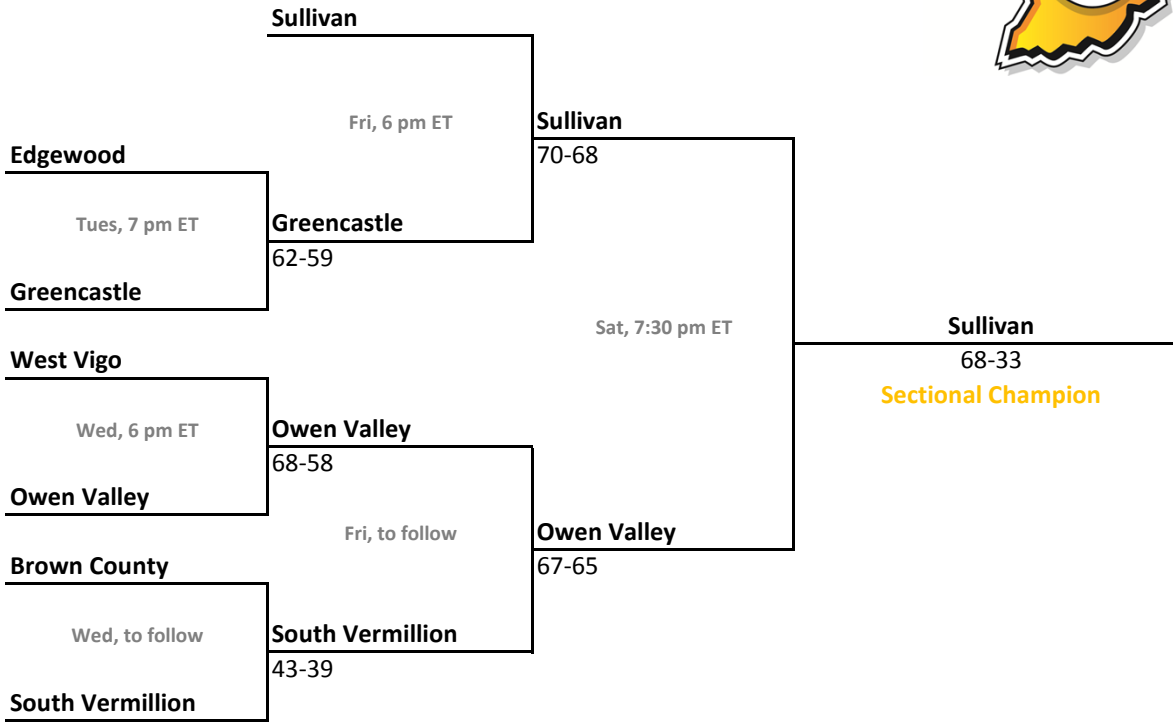 Sullivan
Fri, 6 pm ET
Sullivan
70-68
Edgewood
Tues, 7 pm ET
Greencastle
62-59
Greencastle
Sat, 7:30 pm ET
Sullivan
68-33
Sectional Champion
West Vigo
Wed, 6 pm ET
Owen Valley
68-58
Owen Valley
Fri, to follow
Owen Valley
67-65
Brown County
Wed, to follow
South Vermillion
43-39
South Vermillion